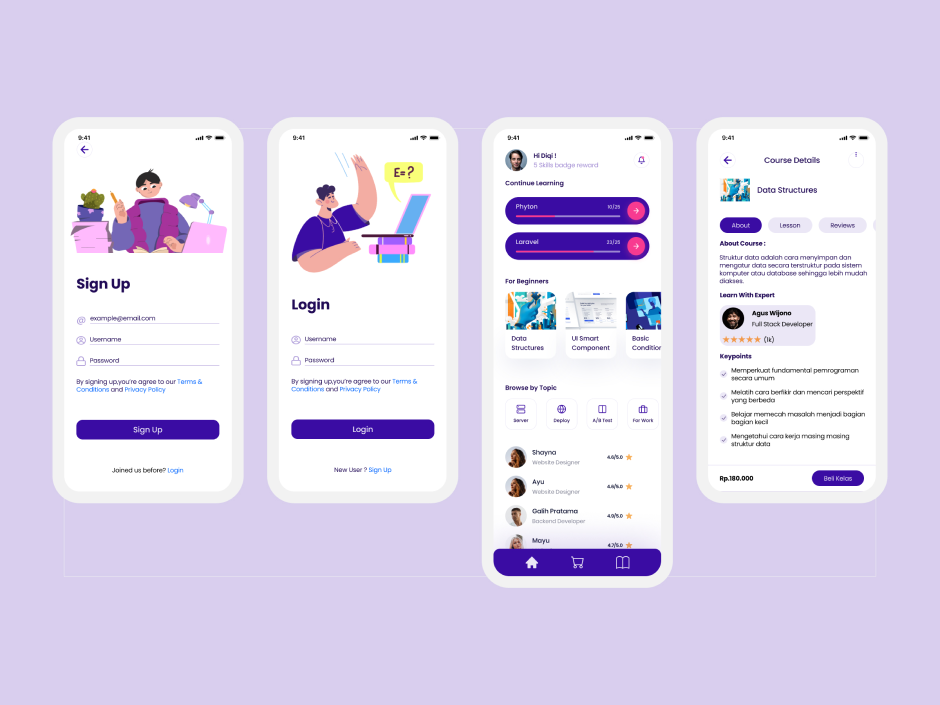 9:41
Sign Up
example@email.com
Username
Password
By signing up,you're agree to our Terms &
Conditions and Privacy Policy
Sign Up
Joined us before? Login
9:41
E=?
Login
Username
Password
By signing up,you're agree to our Terms &
Conditions and Privacy Policy
Login
New User ? Sign Up
9:41
Hi Diqi !
5 Skills badge reward
Continue Learning
Phyton 10/25
Laravel 23/25
For Beginners
Data
Structures
UI Smart
Component
Basic
Condition
Browse by Topic
Server
Deploy
A/B Test
For Work
Shayna
Website Designer
4.6/5.0
Ayu
Website Designer
4.8/5.0
Galih Pratama
Backend Developer
4.9/5.0
Mayu
4.7/5.0
9:41
Course Details
Data Structures
About Lesson Reviews
About Course :
Struktur data adalah cara menyimpan dan
mengatur data secara terstruktur pada sistem
komputer atau database sehingga lebih mudah
diakses.
Learn With Expert
Agus Wijono
Full Stack Developer
(1k)
Keypoints
Memperkuat fundamental pemrograman
secara umum
Melatih cara berfikir dan mencari perspektif
yang berbeda
Belajar memecah masalah menjadi bagian
bagian kecil
Mengetahui cara kerja masing masing
struktur data
Rp.180.000
Beli Kelas